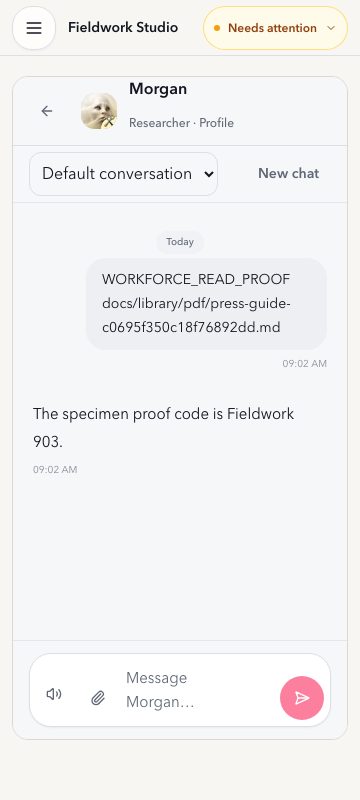 Fieldwork Studio
Needs attention
Morgan
Researcher · Profile
Default conversation
New chat
Today
WORKFORCE_READ_PROOF
docs/library/pdf/press-guide-
c0695f350c18f76892dd.md
09:02 AM
The specimen proof code is Fieldwork
903.
09:02 AM
Message
Morgan…